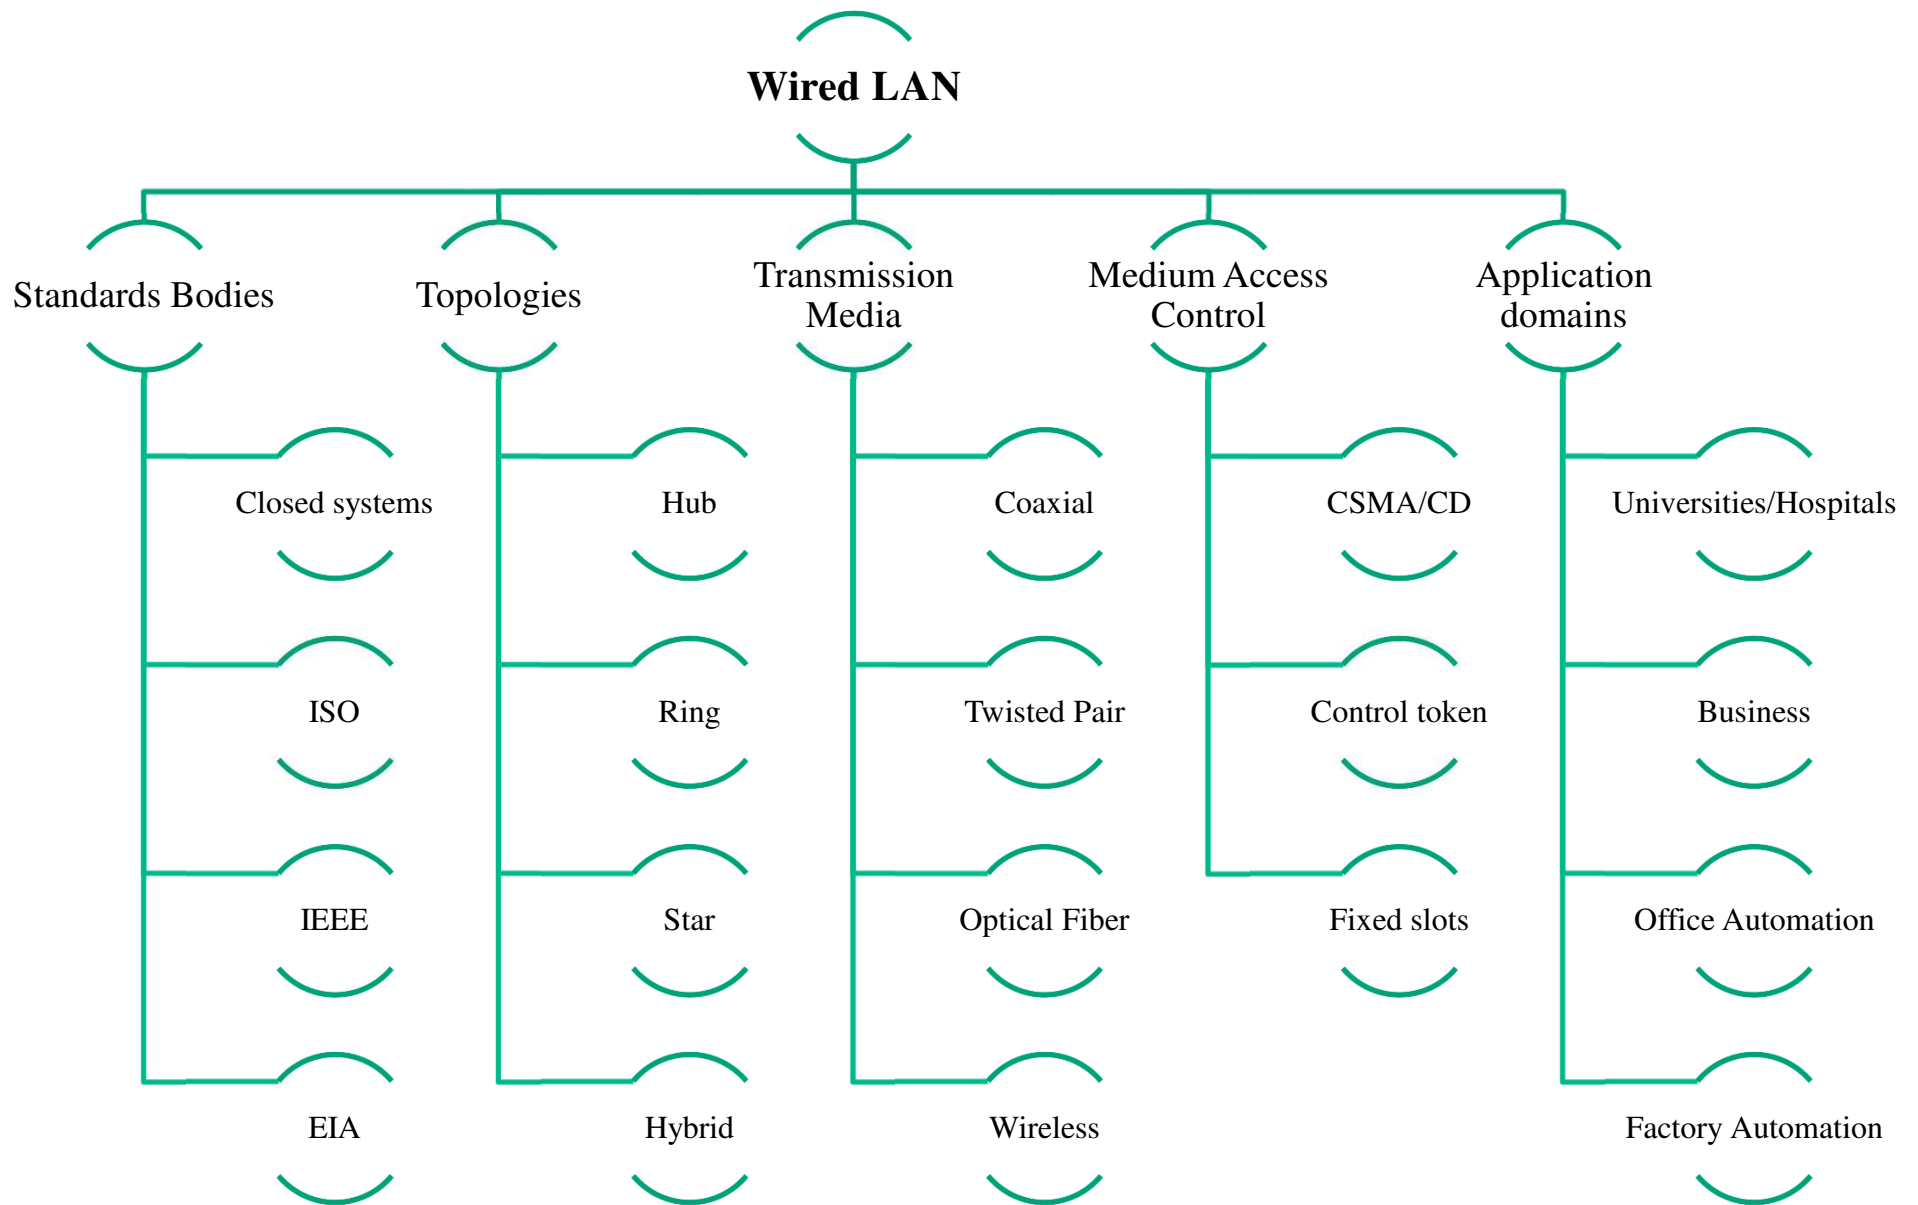 Wired LAN
Standards Bodies
Topologies
Transmission
Media
Medium Access
Control
Application
domains
Closed systems
Hub
Coaxial
CSMA/CD
Universities/Hospitals
ISO
Ring
Twisted Pair
Control token
Business
IEEE
Star
Optical Fiber
Fixed slots
Office Automation
EIA
Hybrid
Wireless
Factory Automation